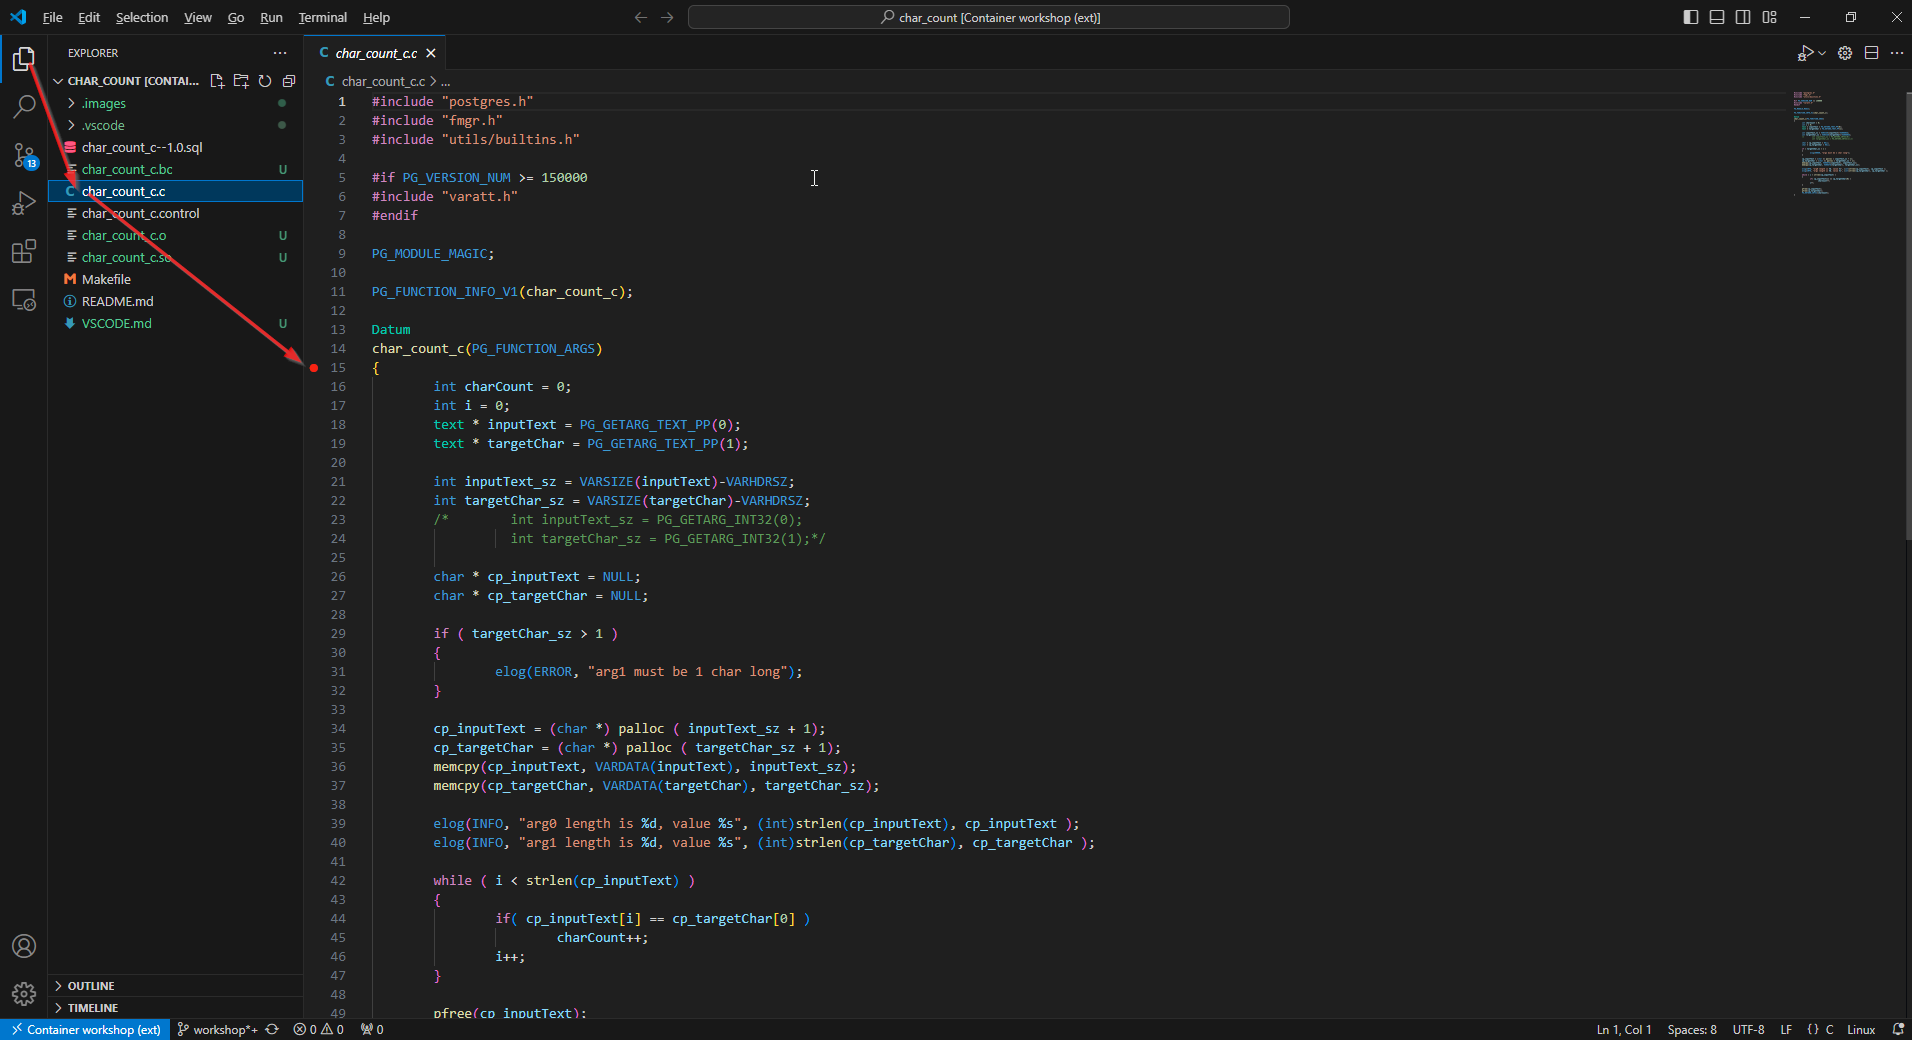 File Edit Selection View Go Run Terminal Help
char_count [Container workshop (ext)]
EXPLORER
CHAR_COUNT [CONTAI...
.images
.vscode
char_count_c--1.0.sql
char_count_c.bc U
char_count_c.c
char_count_c.control
char_count_c.o U
char_count_c.so U
Makefile
README.md
VSCODE.md U
13
OUTLINE
TIMELINE
C char_count_c.c
C char_count_c.c > ...
1 #include "postgres.h"
2 #include "fmgr.h"
3 #include "utils/builtins.h"
4
5 #if PG_VERSION_NUM >= 150000
6 #include "varatt.h"
7 #endif
8
9 PG_MODULE_MAGIC;
10
11 PG_FUNCTION_INFO_V1(char_count_c);
12
13 Datum
14 char_count_c(PG_FUNCTION_ARGS)
15 {
16 int charCount = 0;
17 int i = 0;
18 text * inputText = PG_GETARG_TEXT_PP(0);
19 text * targetChar = PG_GETARG_TEXT_PP(1);
20
21 int inputText_sz = VARSIZE(inputText)-VARHDRSZ;
22 int targetChar_sz = VARSIZE(targetChar)-VARHDRSZ;
23 /* int inputText_sz = PG_GETARG_INT32(0);
24 int targetChar_sz = PG_GETARG_INT32(1);*/
25
26 char * cp_inputText = NULL;
27 char * cp_targetChar = NULL;
28
29 if ( targetChar_sz > 1 )
30 {
31 elog(ERROR, "arg1 must be 1 char long");
32 }
33
34 cp_inputText = (char *) palloc ( inputText_sz + 1);
35 cp_targetChar = (char *) palloc ( targetChar_sz + 1);
36 memcpy(cp_inputText, VARDATA(inputText), inputText_sz);
37 memcpy(cp_targetChar, VARDATA(targetChar), targetChar_sz);
38
39 elog(INFO, "arg0 length is %d, value %s", (int)strlen(cp_inputText), cp_inputText );
40 elog(INFO, "arg1 length is %d, value %s", (int)strlen(cp_targetChar), cp_targetChar );
41
42 while ( i < strlen(cp_inputText) )
43 {
44 if( cp_inputText[i] == cp_targetChar[0] )
45 charCount++;
46 i++;
47 }
48
49 pfree(cp_inputText);
Container workshop (ext) workshop*+ 0 0 0
Ln 1, Col 1 Spaces: 8 UTF-8 LF {} C Linux